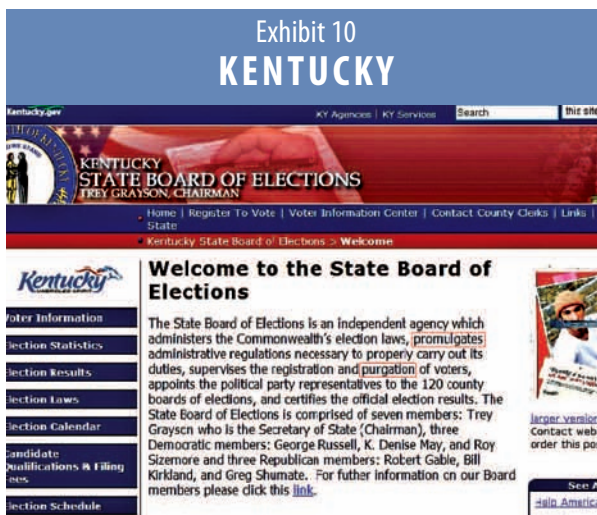 Exhibit 10
KENTUCKY
Kentucky.gov
KY Agencies | KY Services
Search
this site
KENTUCKY
STATE BOARD OF ELECTIONS
TREY GRAYSON, CHAIRMAN
Home | Register To Vote | Voter Information Center | Contact County Clerks | Links |
State
Kentucky State Board of Elections > Welcome
Kentucky
Welcome to the State Board of
Elections
The State Board of Elections is an independent agency which
administers the Commonwealth's election laws, promulgates
administrative regulations necessary to properly carry out its
duties, supervises the registration and purgation of voters,
appoints the political party representatives to the 120 county
boards of elections, and certifies the official election results. The
State Board of Elections is comprised of seven members: Trey
Grayson who is the Secretary of State (Chairman), three
Democratic members: George Russell, K. Denise May, and Roy
Sizemore and three Republican members: Robert Gable, Bill
Kirkland, and Greg Shumate. For futher information on our Board
members please click this link.
Voter Information
lection Statistics
lection Results
lection Laws
lection Calendar
andidate
ualifications & Filing
ees
lection Schedule
larger version
Contact web
order this pos
See A
Help America